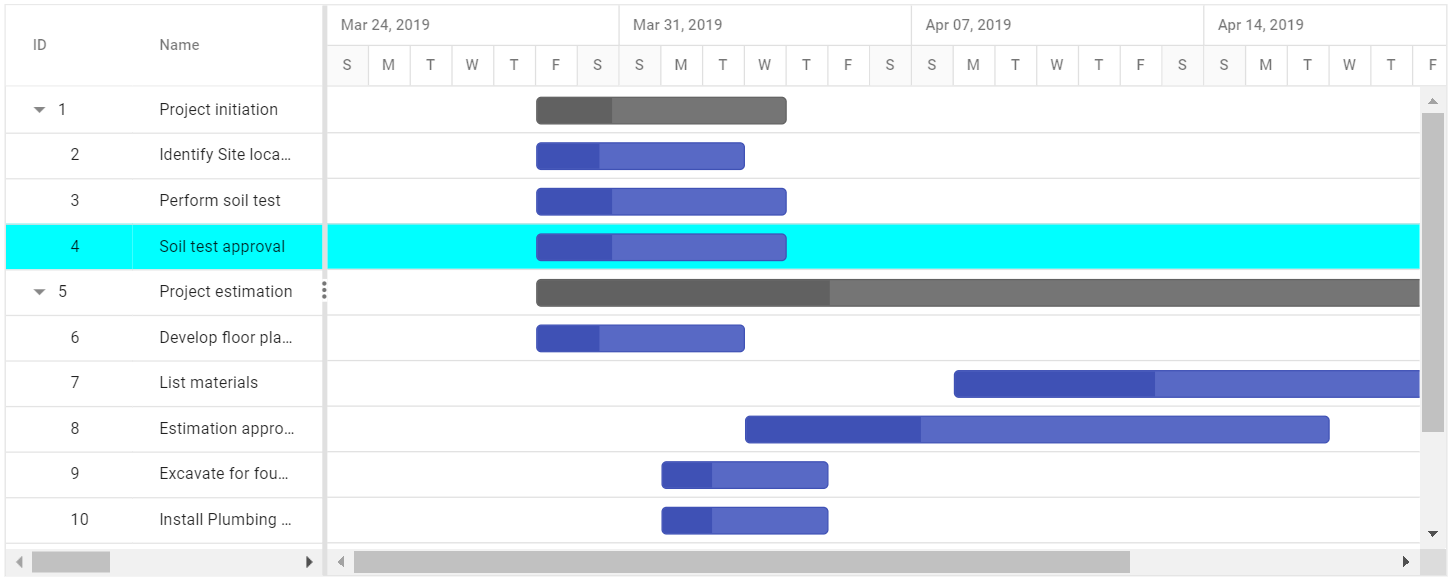 ID Name Mar 24, 2019 Mar 31, 2019 Apr 07, 2019 Apr 14, 2019
S M T W T F S S M T W T F S S M T W T F S S M T W T F
1 Project initiation
2 Identify Site loca...
3 Perform soil test
4 Soil test approval
5 Project estimation
6 Develop floor pla...
7 List materials
8 Estimation appro...
9 Excavate for fou...
10 Install Plumbing ...